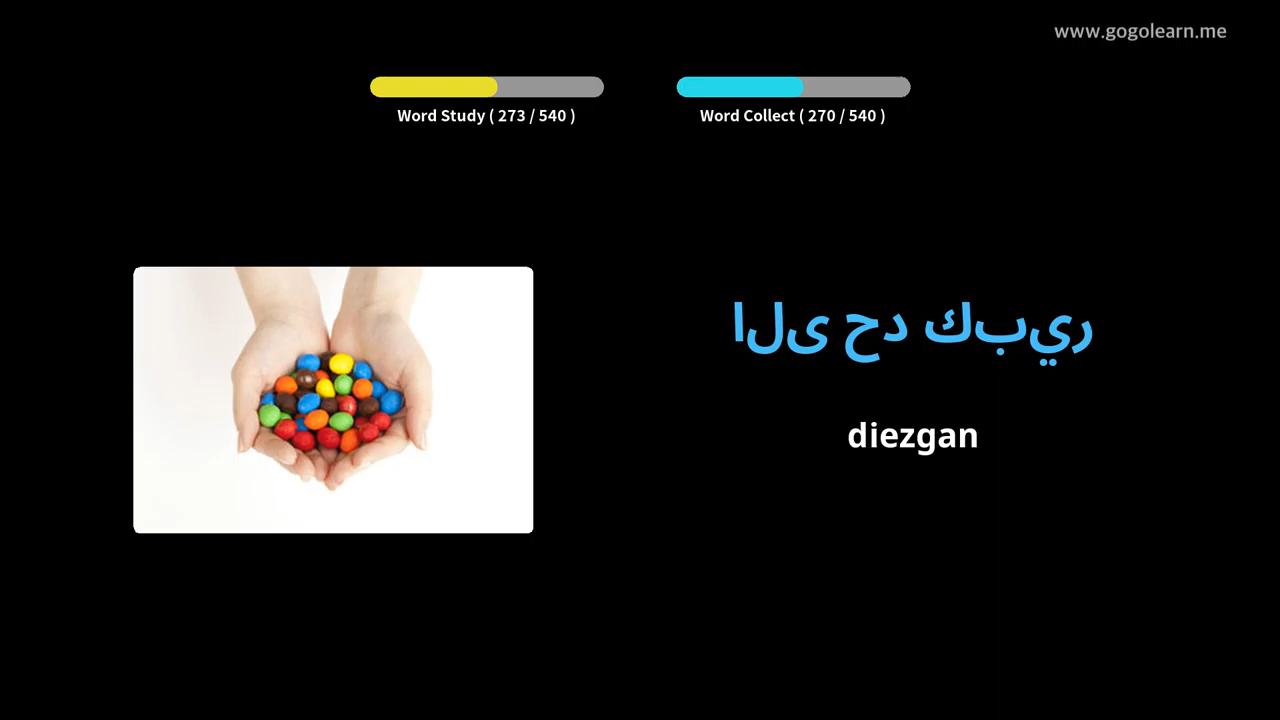 www.gogolearn.me
Word Study ( 273 / 540 )
Word Collect ( 270 / 540 )
الى حد كبير
diezgan